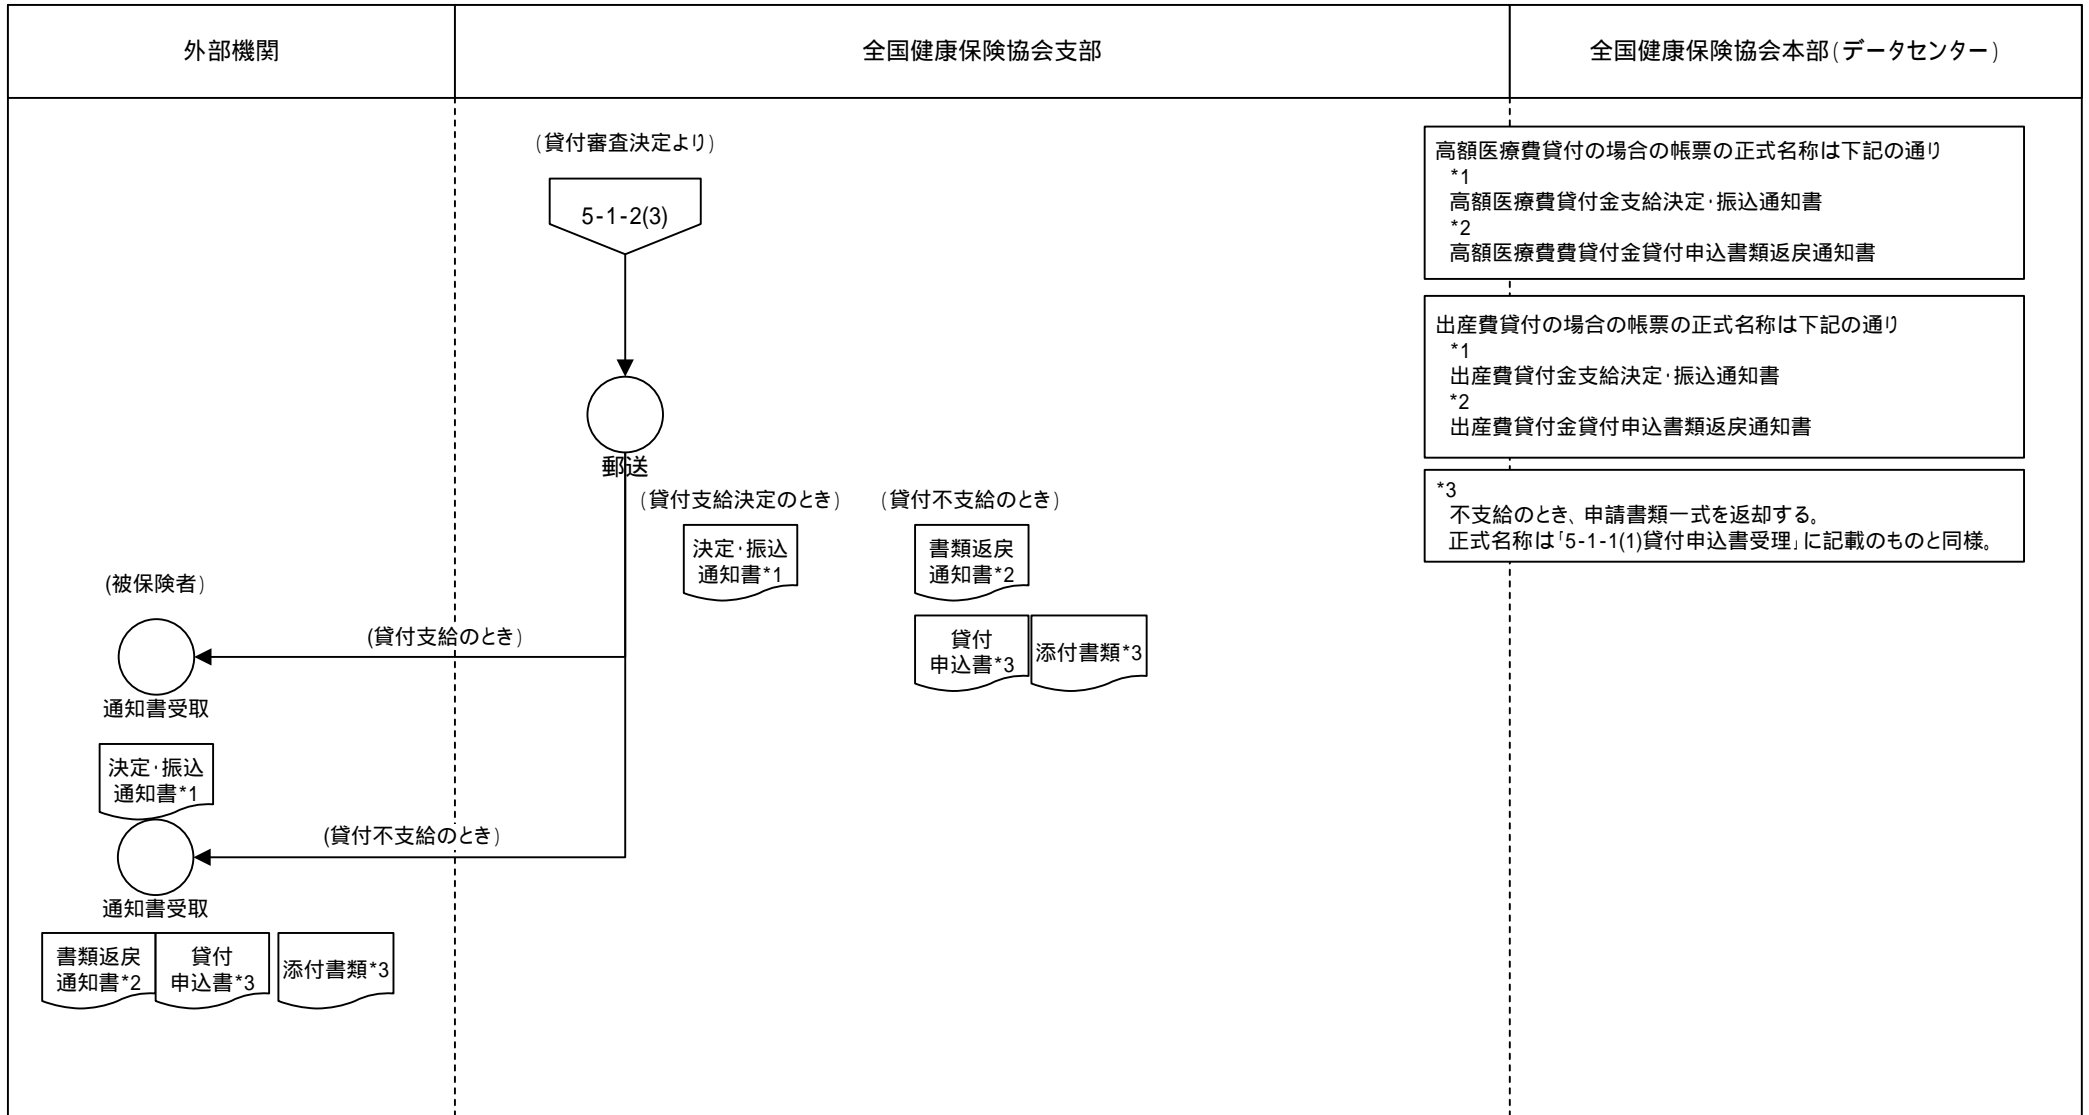 外部機関
全国健康保険協会支部
全国健康保険協会本部(データセンター)
(貸付審査決定より)
5-1-2(3)
郵送
(貸付支給決定のとき)
(貸付不支給のとき)
決定・振込
通知書*1
書類返戻
通知書*2
貸付
申込書*3
添付書類*3
(被保険者)
(貸付支給のとき)
通知書受取
決定・振込
通知書*1
(貸付不支給のとき)
通知書受取
書類返戻
通知書*2
貸付
申込書*3
添付書類*3
高額医療費貸付の場合の帳票の正式名称は下記の通り
*1
高額医療費貸付金支給決定・振込通知書
*2
高額医療費費貸付金貸付申込書類返戻通知書
出産費貸付の場合の帳票の正式名称は下記の通り
*1
出産費貸付金支給決定・振込通知書
*2
出産費貸付金貸付申込書類返戻通知書
*3
不支給のとき、申請書類一式を返却する。
正式名称は「5-1-1(1)貸付申込書受理」に記載のものと同様。